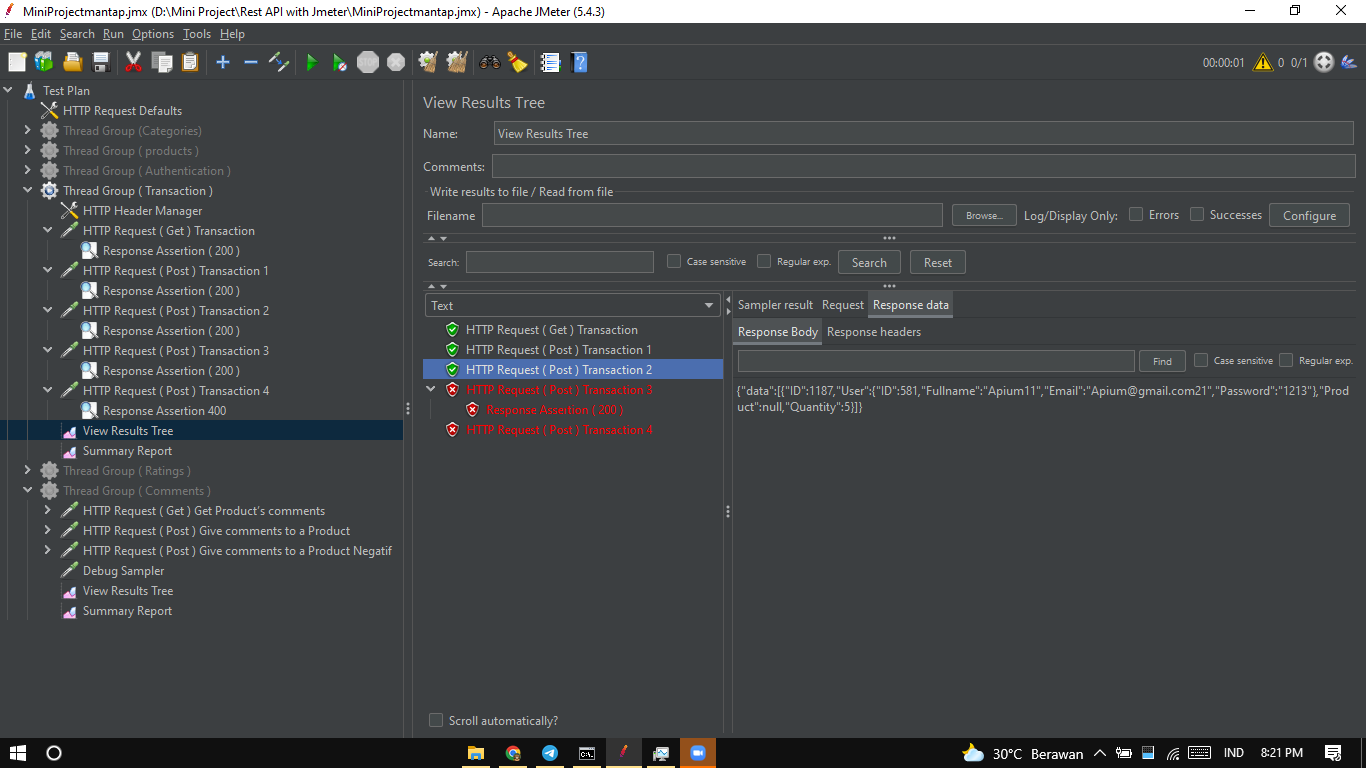 MiniProjectmantap.jmx (D:\Mini Project\Rest API with Jmeter\MiniProjectmantap.jmx) - Apache JMeter (5.4.3)
File Edit Search Run Options Tools Help
STOP 00:00:01 0 0/1
Test Plan
HTTP Request Defaults
Thread Group (Categories)
Thread Group ( products )
Thread Group ( Authentication )
Thread Group ( Transaction )
HTTP Header Manager
HTTP Request ( Get ) Transaction
Response Assertion ( 200 )
HTTP Request ( Post ) Transaction 1
Response Assertion ( 200 )
HTTP Request ( Post ) Transaction 2
Response Assertion ( 200 )
HTTP Request ( Post ) Transaction 3
Response Assertion ( 200 )
HTTP Request ( Post ) Transaction 4
Response Assertion 400
View Results Tree
Summary Report
Thread Group ( Ratings )
Thread Group ( Comments )
HTTP Request ( Get ) Get Product's comments
HTTP Request ( Post ) Give comments to a Product
HTTP Request ( Post ) Give comments to a Product Negatif
Debug Sampler
View Results Tree
Summary Report
View Results Tree
Name: View Results Tree
Comments:
Write results to file / Read from file
Filename Browse... Log/Display Only: Errors Successes Configure
Search: Case sensitive Regular exp. Search Reset
Text
HTTP Request ( Get ) Transaction
HTTP Request ( Post ) Transaction 1
HTTP Request ( Post ) Transaction 2
HTTP Request ( Post ) Transaction 3
Response Assertion ( 200 )
HTTP Request ( Post ) Transaction 4
Scroll automatically?
Sampler result Request Response data
Response Body Response headers
Find Case sensitive Regular exp.
{"data":[{"ID":1187,"User":{"ID":581,"Fullname":"Apium11","Email":"Apium@gmail.com21","Password":"1213"},"Prod
uct":null,"Quantity":5}]}
30°C Berawan IND 8:21 PM